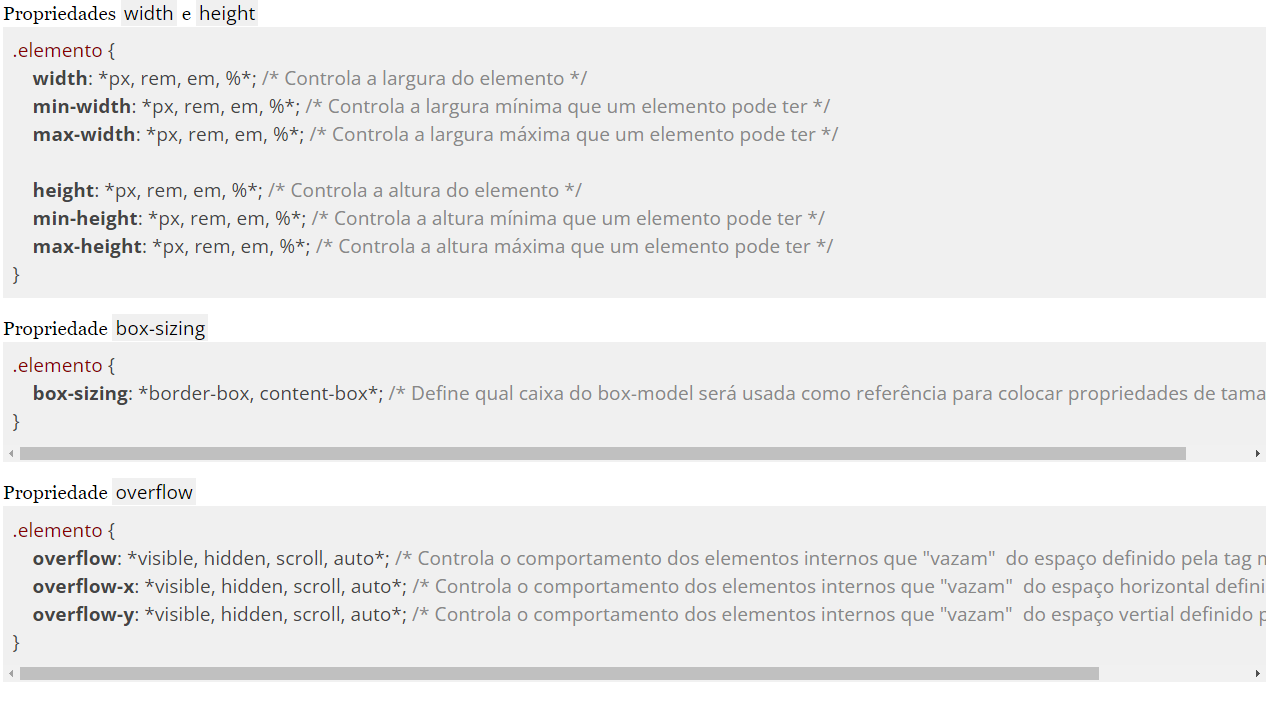 Propriedades width e height
.elemento {
width: *px, rem, em, %*; /* Controla a largura do elemento */
min-width: *px, rem, em, %*; /* Controla a largura mínima que um elemento pode ter */
max-width: *px, rem, em, %*; /* Controla a largura máxima que um elemento pode ter */
height: *px, rem, em, %*; /* Controla a altura do elemento */
min-height: *px, rem, em, %*; /* Controla a altura mínima que um elemento pode ter */
max-height: *px, rem, em, %*; /* Controla a altura máxima que um elemento pode ter */
}
Propriedade box-sizing
.elemento {
box-sizing: *border-box, content-box*; /* Define qual caixa do box-model será usada como referência para colocar propriedades de tama
}
Propriedade overflow
.elemento {
overflow: *visible, hidden, scroll, auto*; /* Controla o comportamento dos elementos internos que "vazam" do espaço definido pela tag
overflow-x: *visible, hidden, scroll, auto*; /* Controla o comportamento dos elementos internos que "vazam" do espaço horizontal defini
overflow-y: *visible, hidden, scroll, auto*; /* Controla o comportamento dos elementos internos que "vazam" do espaço vertial definido
}